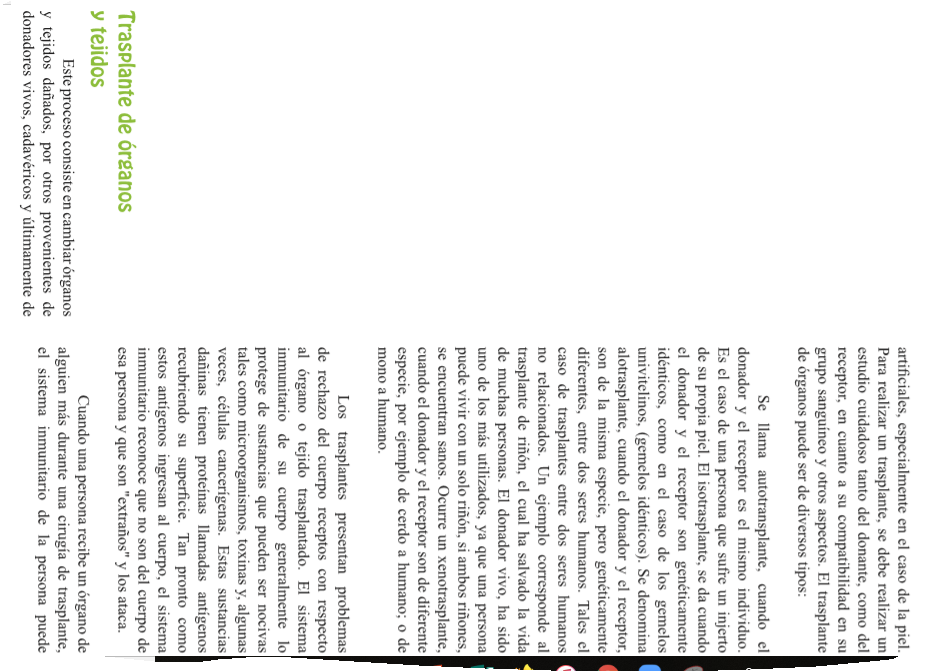 Trasplante de órganos
y tejidos
Este proceso consiste en cambiar órganos
y tejidos dañados, por otros provenientes de
donadores vivos, cadavéricos y últimamente de
artificiales, especialmente en el caso de la piel.
Para realizar un trasplante, se debe realizar un
estudio cuidadoso tanto del donante, como del
receptor, en cuanto a su compatibilidad en su
grupo sanguíneo y otros aspectos. El trasplante
de órganos puede ser de diversos tipos:
Se llama autotransplante, cuando el
donador y el receptor es el mismo individuo.
Es el caso de una persona que sufre un injerto
de su propia piel. El isotrasplante, se da cuando
el donador y el receptor son genéticamente
idénticos, como en el caso de los gemelos
univitelinos, (gemelos idénticos). Se denomina
alotrasplante, cuando el donador y el receptor,
son de la misma especie, pero genéticamente
diferentes, entre dos seres humanos. Tales el
caso de trasplantes entre dos seres humanos
no relacionados. Un ejemplo corresponde al
trasplante de riñón, el cual ha salvado la vida
de muchas personas. El donador vivo, ha sido
uno de los más utilizados, ya que una persona
puede vivir con un solo riñón, si ambos riñones,
se encuentran sanos. Ocurre un xenotrasplante,
cuando el donador y el receptor son de diferente
especie, por ejemplo de cerdo a humano; o de
mono a humano.
Los trasplantes presentan problemas
de rechazo del cuerpo receptos con respecto
al órgano o tejido trasplantado. El sistema
inmunitario de su cuerpo generalmente lo
protege de sustancias que pueden ser nocivas
tales como microorganismos, toxinas y, algunas
veces, células cancerígenas. Estas sustancias
dañinas tienen proteínas llamadas antígenos
recubriendo su superficie. Tan pronto como
estos antígenos ingresan al cuerpo, el sistema
inmunitario reconoce que no son del cuerpo de
esa persona y que son "extraños" y los ataca.
Cuando una persona recibe un órgano de
alguien más durante una cirugía de trasplante,
el sistema inmunitario de la persona puede